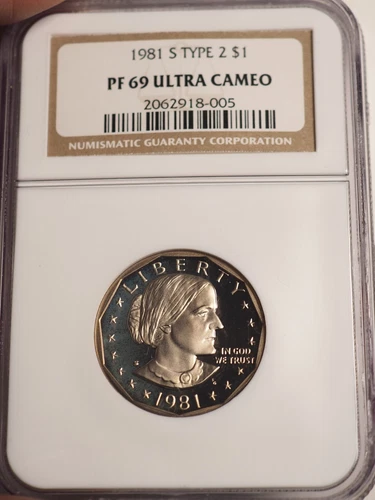 1981 S TYPE 2 $1
PF 69 ULTRA CAMEO
2062918-005
NUMISMATIC GUARANTY CORPORATION
LIBERTY
IN GOD
WE TRUST
1981